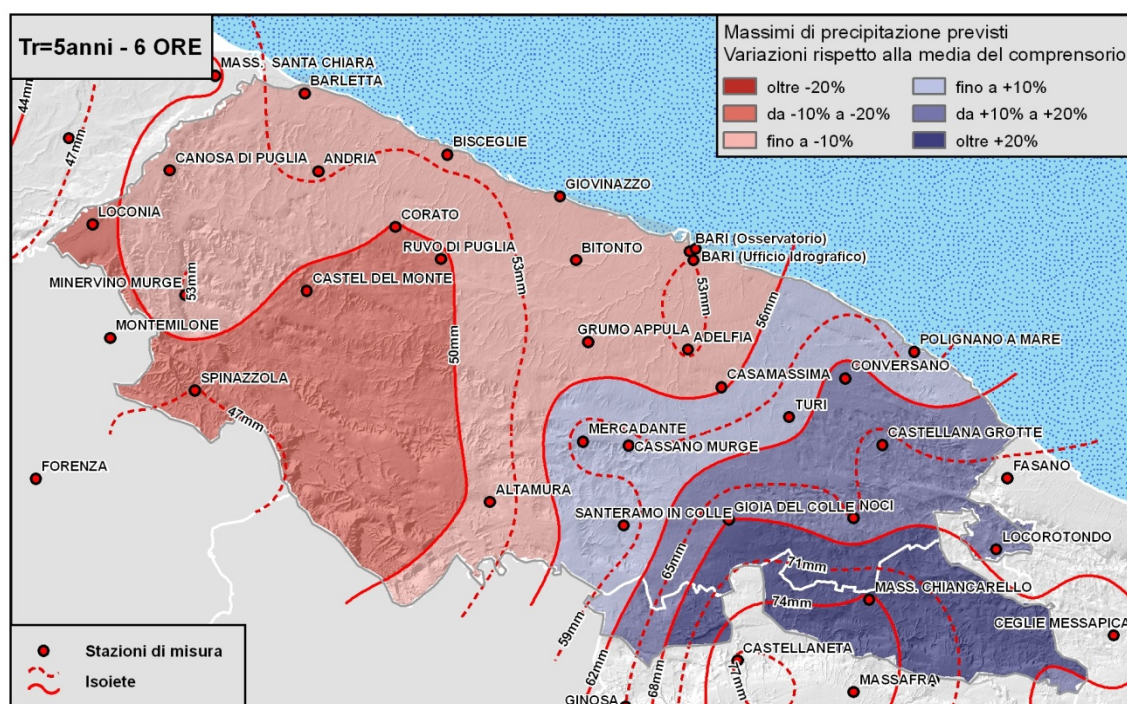 Tr=5anni - 6 ORE
Massimi di precipitazione previsti
Variazioni rispetto alla media del comprensorio
oltre -20%
da -10% a -20%
fino a -10%
fino a +10%
da +10% a +20%
oltre +20%
44mm
47mm
MASS. SANTA CHIARA
BARLETTA
BISCEGLIE
CANOSA DI PUGLIA
ANDRIA
GIOVINAZZO
LOCONIA
CORATO
RUVO DI PUGLIA
BITONTO
BARI (Osservatorio)
BARI (Ufficio Idrografico)
MINERVINO MURGE
53mm
CASTEL DEL MONTE
53mm
53mm
56mm
MONTEMILONE
50mm
GRUMO APPULA
ADELFIA
POLIGNANO A MARE
SPINAZZOLA
CASAMASSIMA
CONVERSANO
47mm
TURI
MERCADANTE
CASSANO MURGE
CASTELLANA GROTTE
FORENZA
FASANO
ALTAMURA
SANTERAMO IN COLLE
GIOIA DEL COLLE
NOCI
LOCOROTONDO
65mm
71mm
MASS. CHIANCARELLO
74mm
59mm
CEGLIE MESSAPICA
CASTELLANETA
62mm
68mm
77mm
MASSAFRA
GINOSA
Stazioni di misura
Isoiete